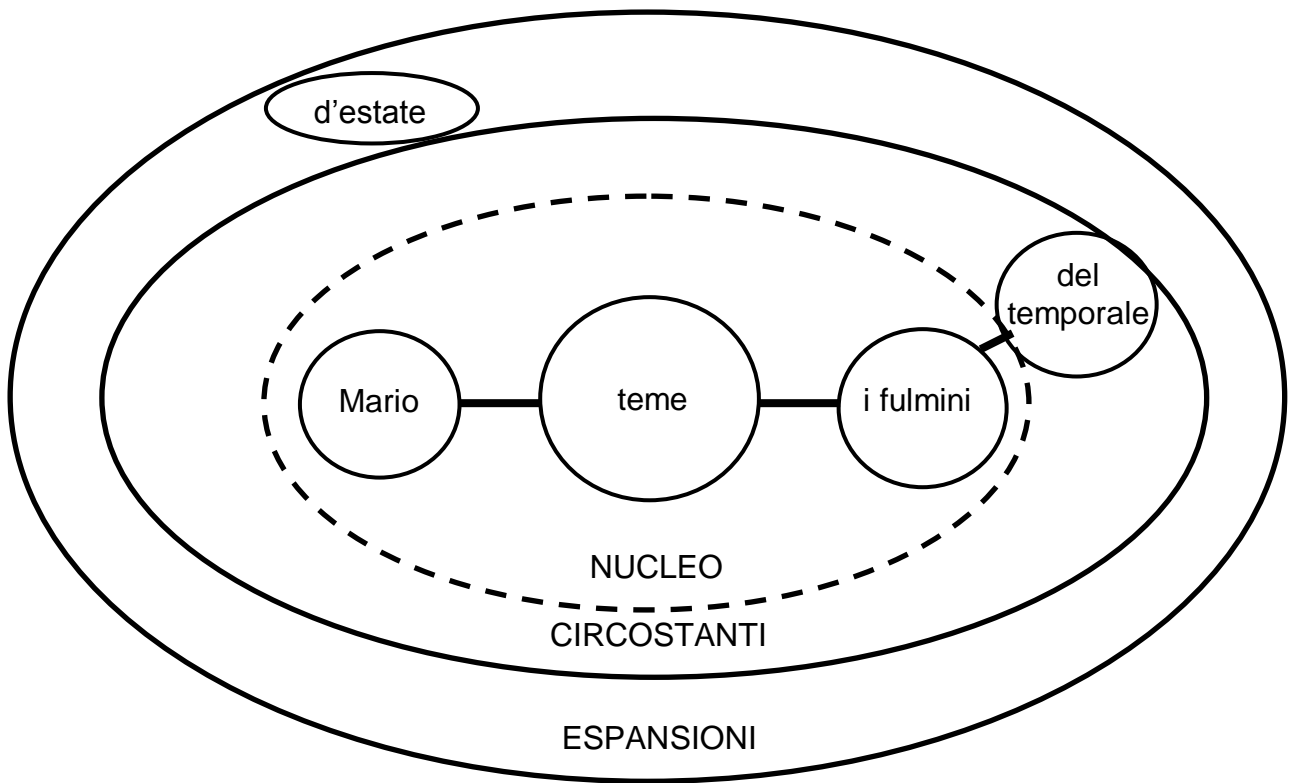 d’estate
del
temporale
Mario
teme
i fulmini
NUCLEO
CIRCOSTANTI
ESPANSIONI